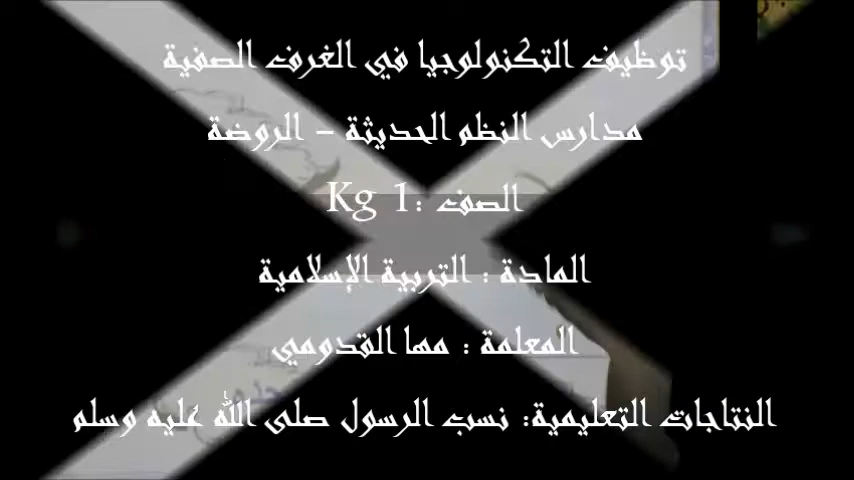 توظيف التكنولوجيا في الغرف الصفية
مدارس النظم الحديثة - الروضة
الصف :Kg 1
المادة : التربية الإسلامية
المعلمة : مها القدومي
النتاجات التعليمية: نسب الرسول صلى الله عليه وسلم